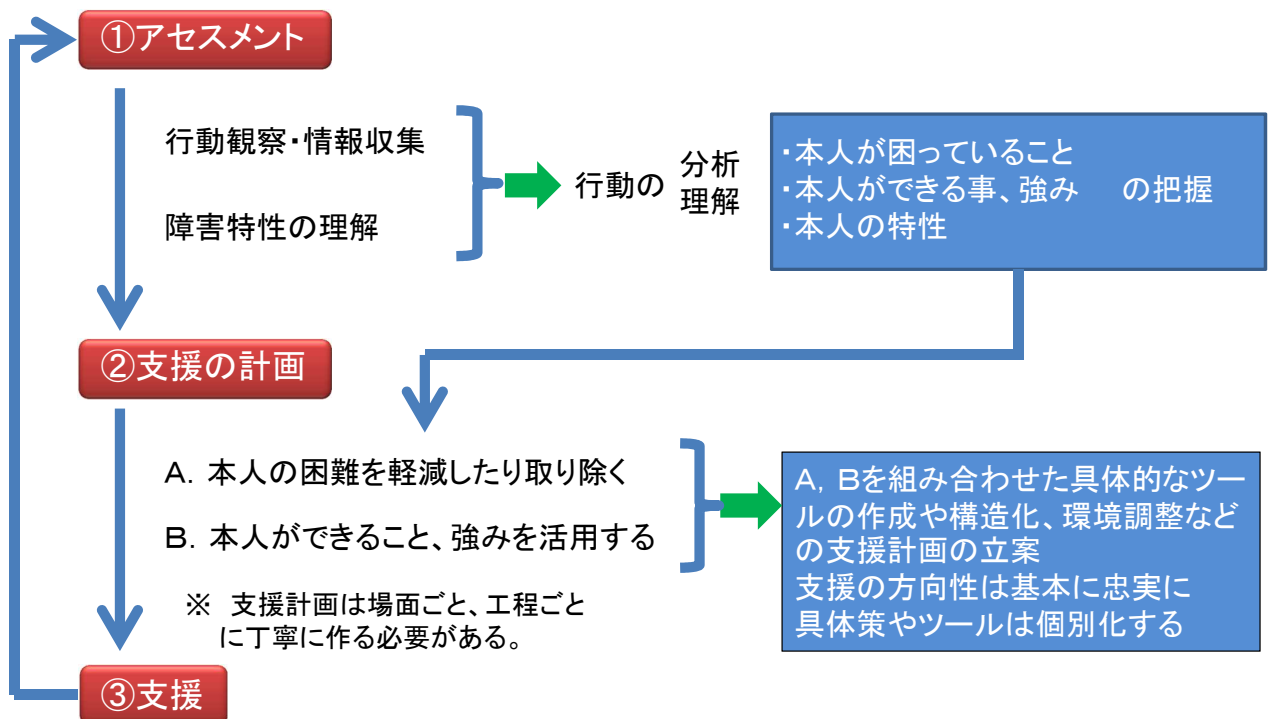 ①アセスメント
行動観察・情報収集
障害特性の理解
行動の
分析
理解
・本人が困っていること
・本人ができる事、強み　の把握
・本人の特性
②支援の計画
A．本人の困難を軽減したり取り除く
B．本人ができること、強みを活用する
※　支援計画は場面ごと、工程ごと
に丁寧に作る必要がある。
A，Bを組み合わせた具体的なツー
ルの作成や構造化、環境調整など
の支援計画の立案
支援の方向性は基本に忠実に
具体策やツールは個別化する
③支援